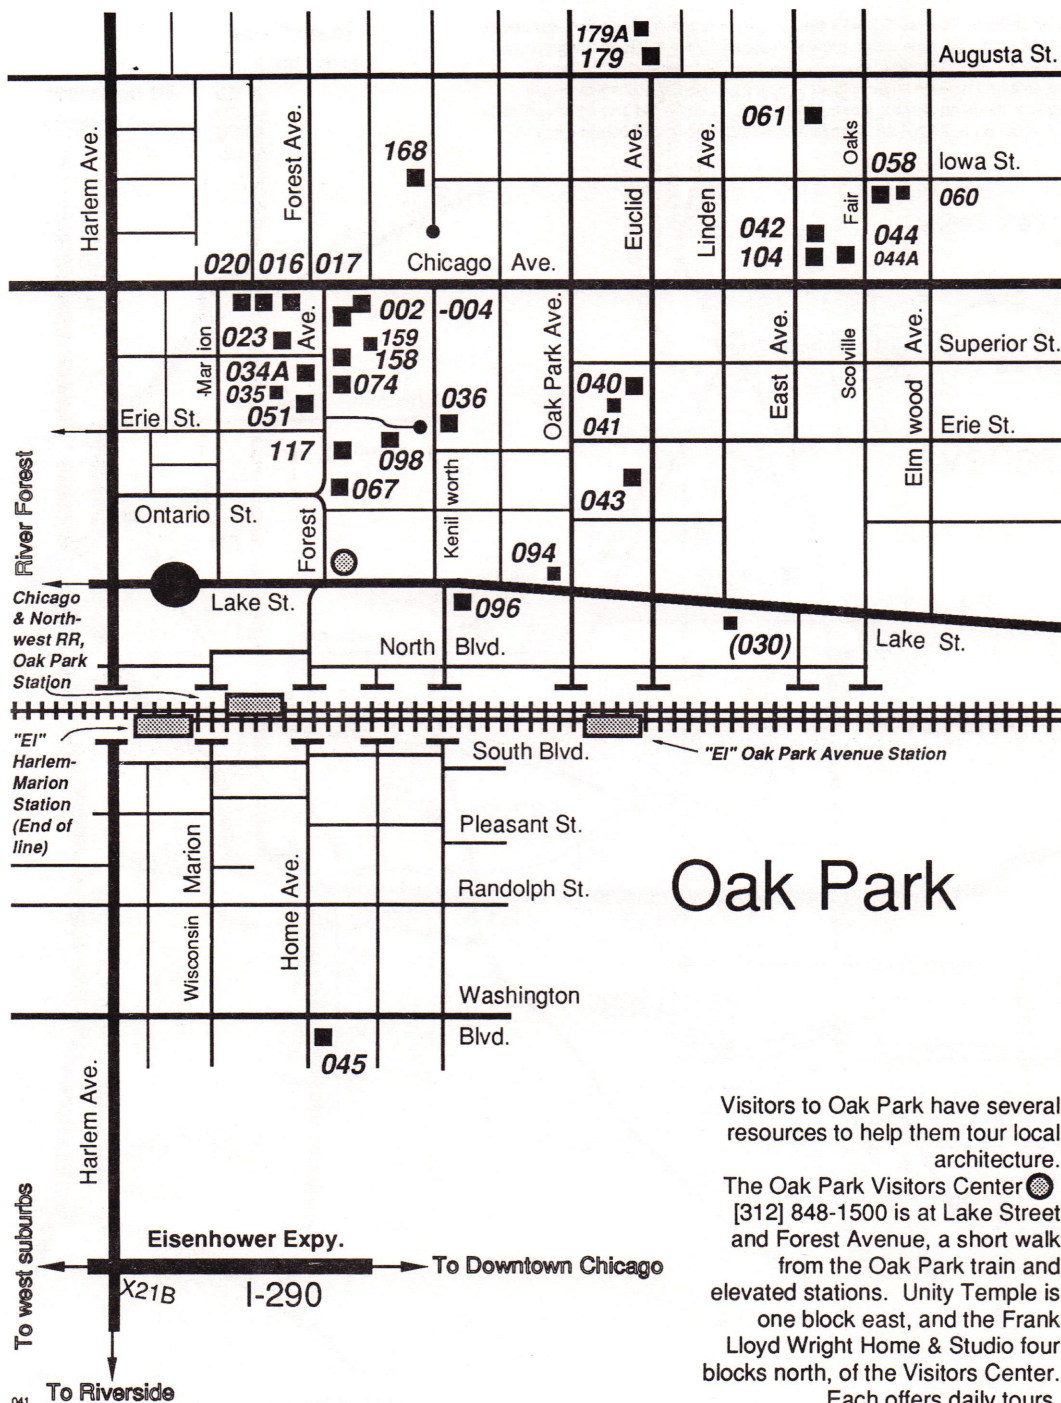 179A
179
Augusta St.
Harlem Ave.
Forest Ave.
168
Euclid Ave.
Linden Ave.
061
Fair Oaks
058
Iowa St.
060
042
104
044
044A
020 016 017
Chicago Ave.
Marion
023
Ave.
002 -004
159
158
Oak Park Ave.
East Ave.
Scoville
Elmwood Ave.
Superior St.
034A
035
051
074
036
040
041
Erie St.
Erie St.
117
098
067
043
River Forest
Ontario St.
Forest
Kenilworth
094
Lake St.
096
(030)
Lake St.
North Blvd.
Chicago
& North-
west RR,
Oak Park
Station
"El"
Harlem-
Marion
Station
(End of
line)
South Blvd.
"El" Oak Park Avenue Station
Pleasant St.
Wisconsin Marion
Home Ave.
Randolph St.
Oak Park
Washington
Blvd.
045
Harlem Ave.
To west suburbs
Eisenhower Expy.
To Downtown Chicago
X21B
I-290
To Riverside
041
Visitors to Oak Park have several
resources to help them tour local
architecture.
The Oak Park Visitors Center
[312] 848-1500 is at Lake Street
and Forest Avenue, a short walk
from the Oak Park train and
elevated stations. Unity Temple is
one block east, and the Frank
Lloyd Wright Home & Studio four
blocks north, of the Visitors Center.
Each offers daily tours.